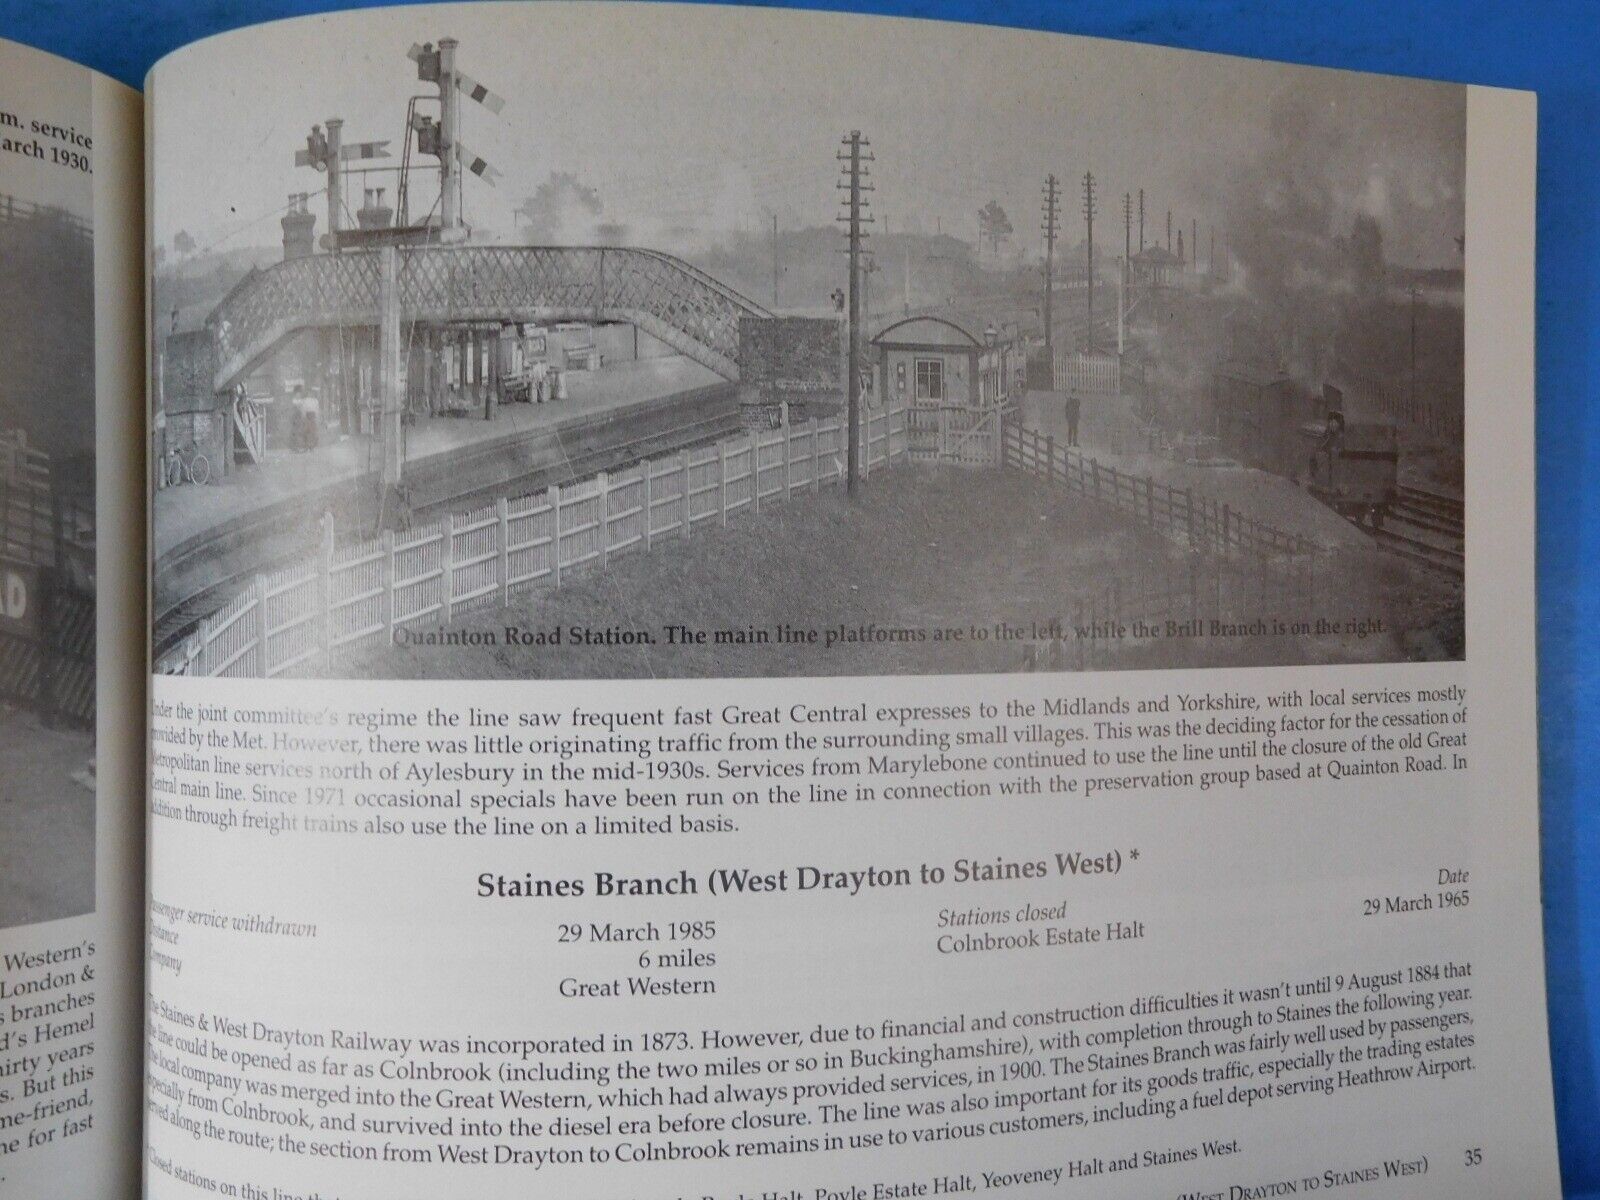 m. service
arch 1930.
AD
Western's
London &
s branches
d's Hemel
hirty years
s. But this
me-friend,
ne for fast
Quainton Road Station. The main line platforms are to the left, while the Brill Branch is on the right.
Under the joint committee's regime the line saw frequent fast Great Central expresses to the Midlands and Yorkshire, with local services mostly
provided by the Met. However, there was little originating traffic from the surrounding small villages. This was the deciding factor for the cessation of
Metropolitan line services north of Aylesbury in the mid-1930s. Services from Marylebone continued to use the line until the closure of the old Great
Central main line. Since 1971 occasional specials have been run on the line in connection with the preservation group based at Quainton Road. In
addition through freight trains also use the line on a limited basis.
Staines Branch (West Drayton to Staines West) *
Passenger service withdrawn 29 March 1985
Distance 6 miles
Company Great Western
Stations closed Date
Colnbrook Estate Halt 29 March 1965
The Staines & West Drayton Railway was incorporated in 1873. However, due to financial and construction difficulties it wasn't until 9 August 1884 that
the line could be opened as far as Colnbrook (including the two miles or so in Buckinghamshire), with completion through to Staines the following year.
The local company was merged into the Great Western, which had always provided services, in 1900. The Staines Branch was fairly well used by passengers,
especially from Colnbrook, and survived into the diesel era before closure. The line was also important for its goods traffic, especially the trading estates
served along the route; the section from West Drayton to Colnbrook remains in use to various customers, including a fuel depot serving Heathrow Airport.
*Closed stations on this line Halt, Poyle Estate Halt, Yeoveney Halt and Staines West.
(WEST DRAYTON TO STAINES WEST) 35